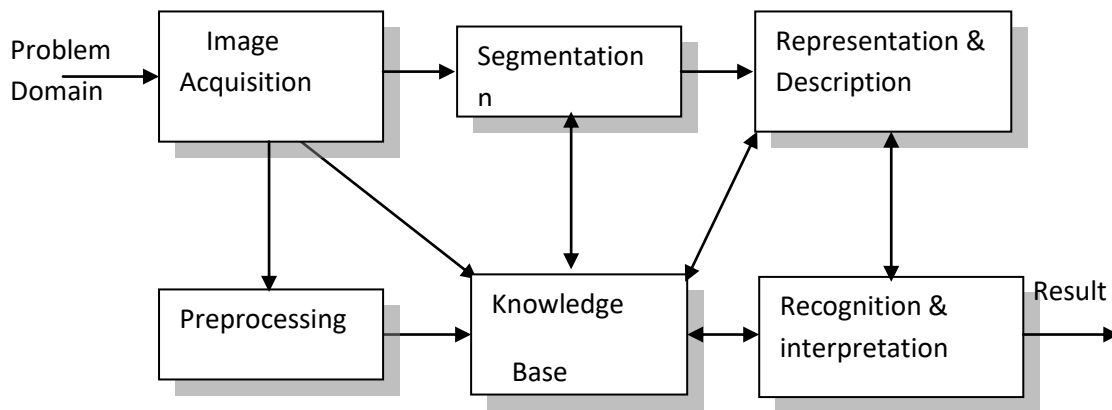 Problem
Domain
Image
Acquisition
Segmentation
n
Representation &
Description
Preprocessing
Knowledge
Base
Recognition &
interpretation
Result